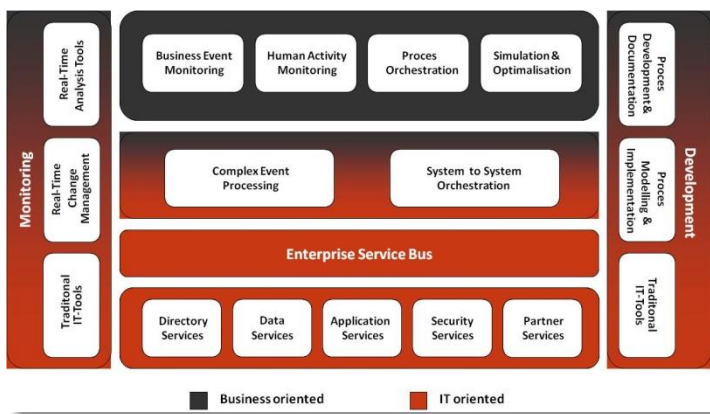 Monitoring
Real-Time
Analysis Tools
Real-Time
Change
Management
Traditonal
IT-Tools
Business Event
Monitoring
Human Activity
Monitoring
Proces
Orchestration
Simulation &
Optimalisation
Complex Event
Processing
System to System
Orchestration
Enterprise Service Bus
Directory
Services
Data
Services
Application
Services
Security
Services
Partner
Services
Proces
Development&
Documentation
Proces
Modelling &
Implementation
Traditonal
IT-Tools
Development
Business oriented
IT oriented